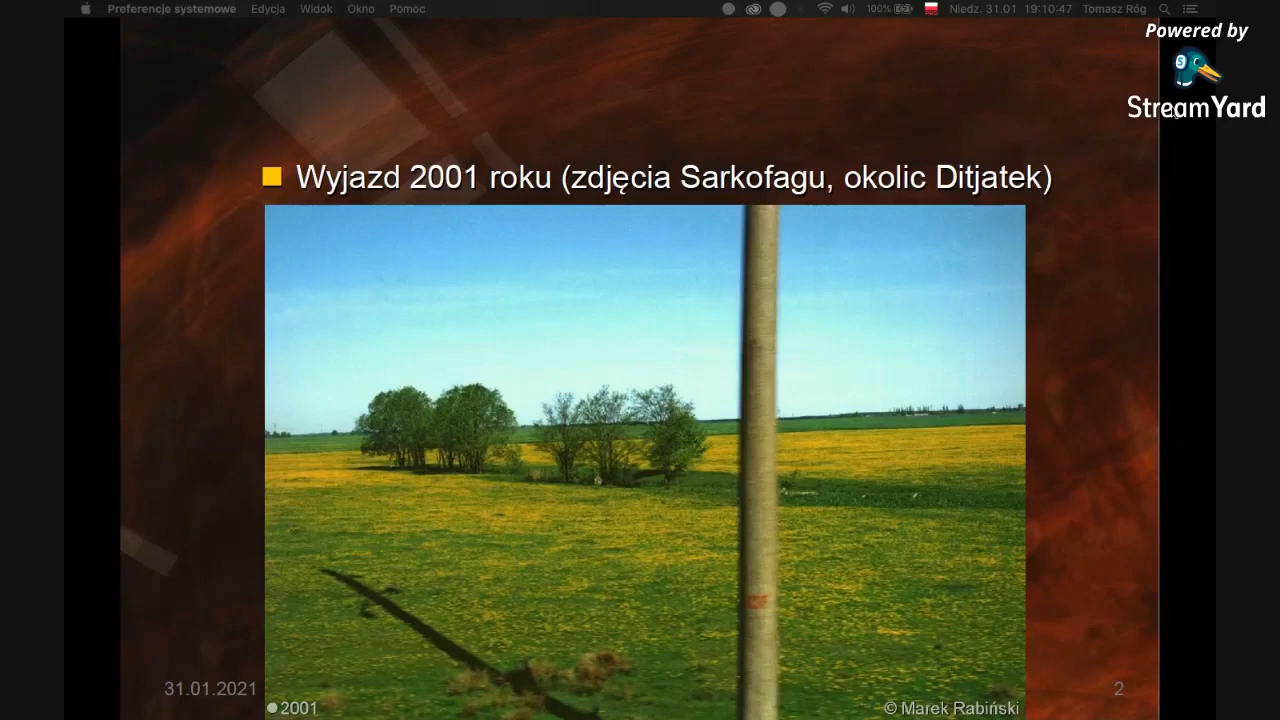 Preferencje systemowe Edycja Widok Okno Pomoc
100% Niedz. 31.01 19:10:47 Tomasz Róg
Powered by
StreamYard
Wyjazd 2001 roku (zdjęcia Sarkofagu, okolic Ditjatek)
31.01.2021
2001
© Marek Rabiński
2